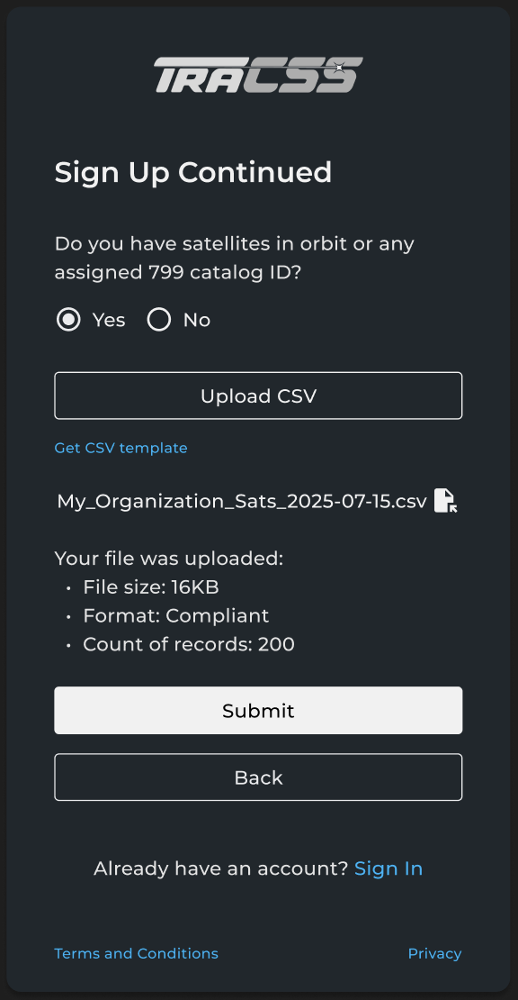 TRACSS
Sign Up Continued
Do you have satellites in orbit or any
assigned 799 catalog ID?
Yes No
Upload CSV
Get CSV template
My_Organization_Sats_2025-07-15.csv
Your file was uploaded:
• File size: 16KB
• Format: Compliant
• Count of records: 200
Submit
Back
Already have an account? Sign In
Terms and Conditions Privacy